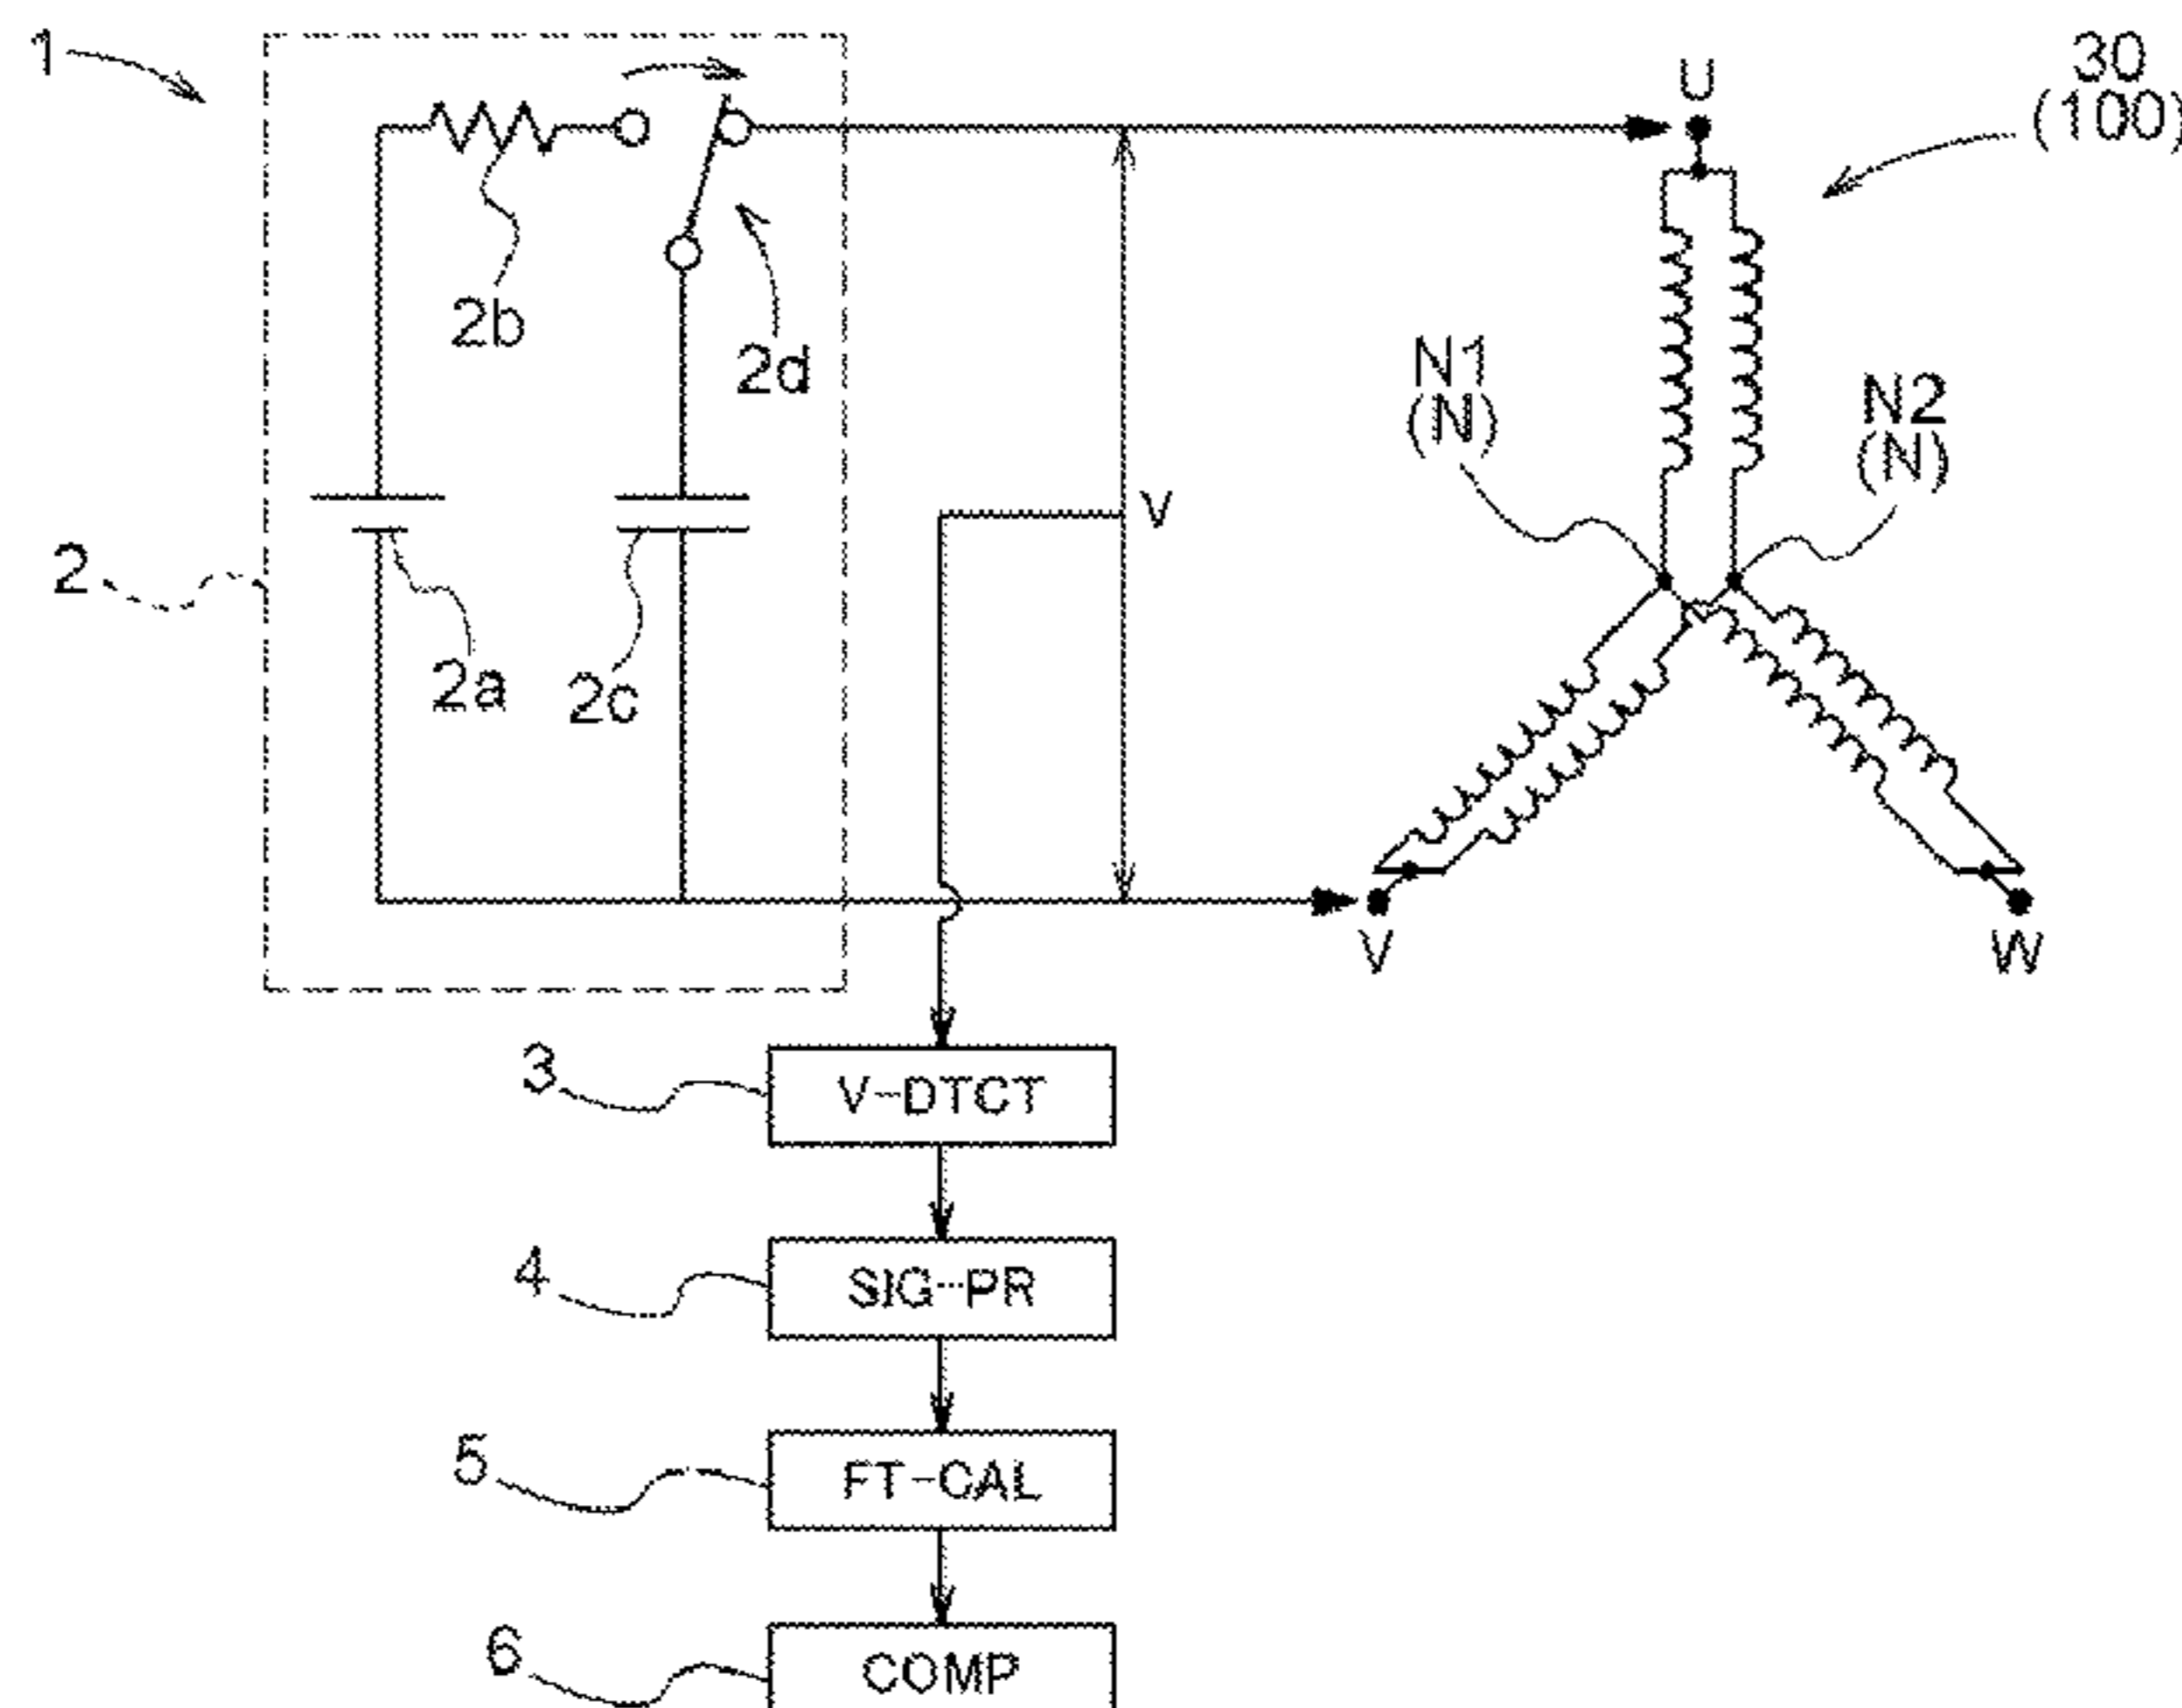 1
30
(100)
U
2b
2d
N1
(N)
N2
(N)
V
2
2a
2c
V
W
3
V-DTCT
4
SIG-PR
5
FT-CAL
6
COMP